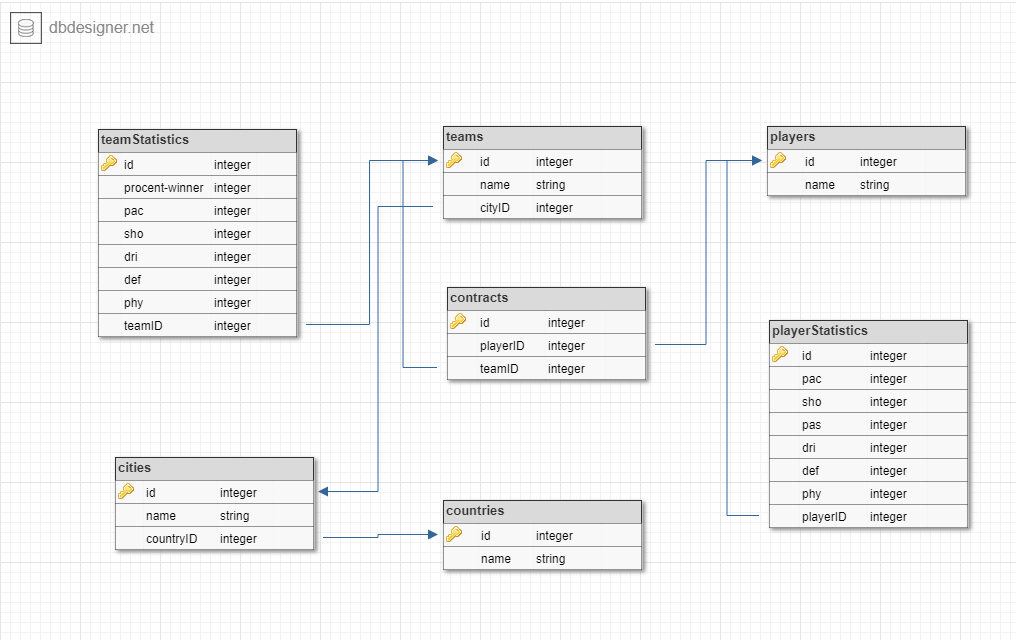 dbdesigner.net
teamStatistics
id integer
procent-winner integer
pac integer
sho integer
dri integer
def integer
phy integer
teamID integer
teams
id integer
name string
cityID integer
players
id integer
name string
contracts
id integer
playerID integer
teamID integer
playerStatistics
id integer
pac integer
sho integer
pas integer
dri integer
def integer
phy integer
playerID integer
cities
id integer
name string
countryID integer
countries
id integer
name string